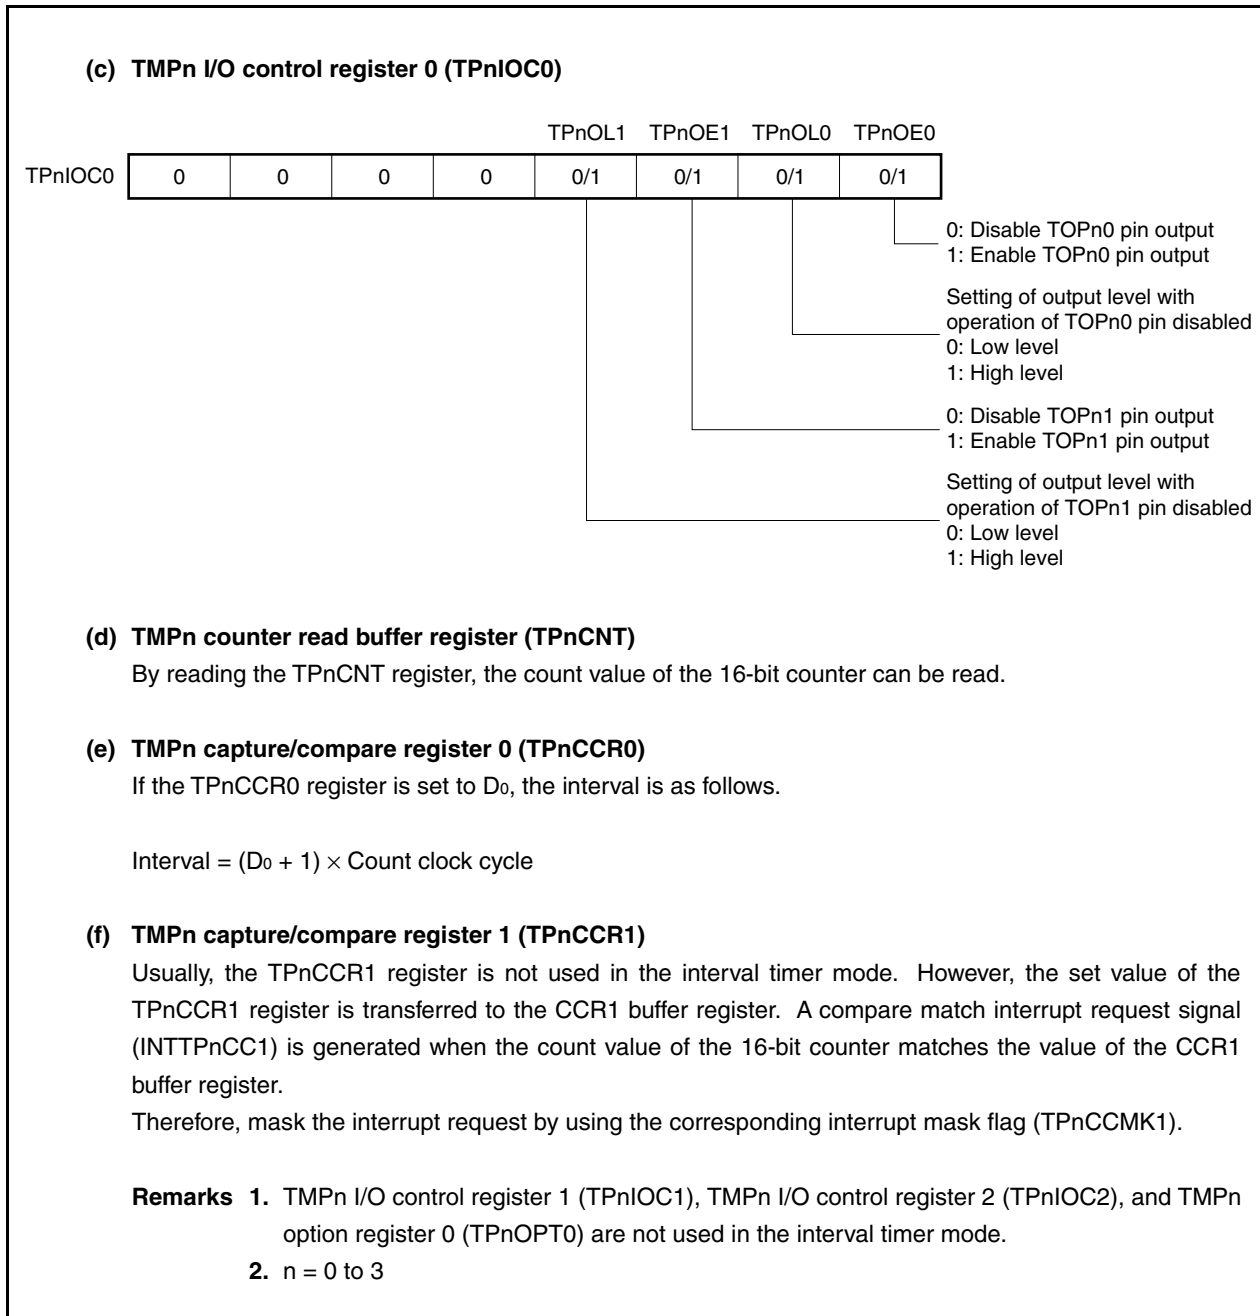 (c) TMPn I/O control register 0 (TPnIOC0)
TPnOL1 TPnOE1 TPnOL0 TPnOE0
TPnIOC0 0 0 0 0 0/1 0/1 0/1 0/1
0: Disable TOPn0 pin output
1: Enable TOPn0 pin output
Setting of output level with
operation of TOPn0 pin disabled
0: Low level
1: High level
0: Disable TOPn1 pin output
1: Enable TOPn1 pin output
Setting of output level with
operation of TOPn1 pin disabled
0: Low level
1: High level
(d) TMPn counter read buffer register (TPnCNT)
By reading the TPnCNT register, the count value of the 16-bit counter can be read.
(e) TMPn capture/compare register 0 (TPnCCR0)
If the TPnCCR0 register is set to D0, the interval is as follows.
Interval = (D0 + 1) × Count clock cycle
(f) TMPn capture/compare register 1 (TPnCCR1)
Usually, the TPnCCR1 register is not used in the interval timer mode. However, the set value of the
TPnCCR1 register is transferred to the CCR1 buffer register. A compare match interrupt request signal
(INTTPnCC1) is generated when the count value of the 16-bit counter matches the value of the CCR1
buffer register.
Therefore, mask the interrupt request by using the corresponding interrupt mask flag (TPnCCMK1).
Remarks 1. TMPn I/O control register 1 (TPnIOC1), TMPn I/O control register 2 (TPnIOC2), and TMPn
option register 0 (TPnOPT0) are not used in the interval timer mode.
2. n = 0 to 3